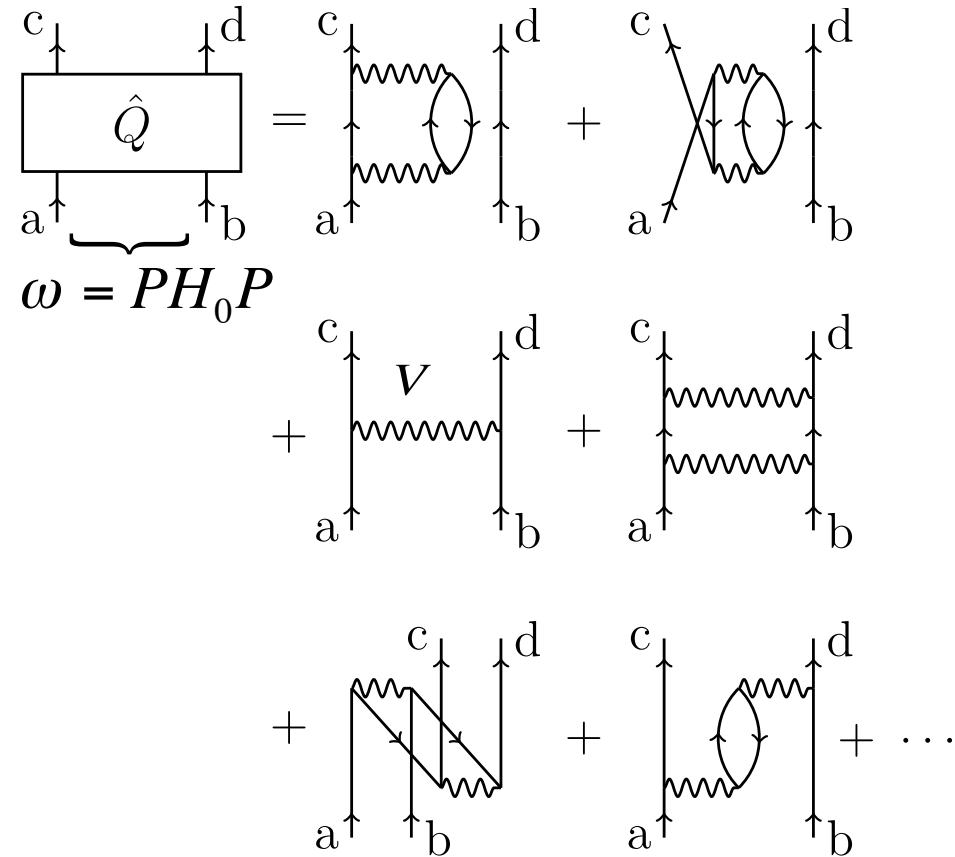 c d c d c d
Q̂ = +
a b a b a b
ω = PH₀P
c d c d
V
+ +
a b a b
c d c d
+ + + ···
a b a b